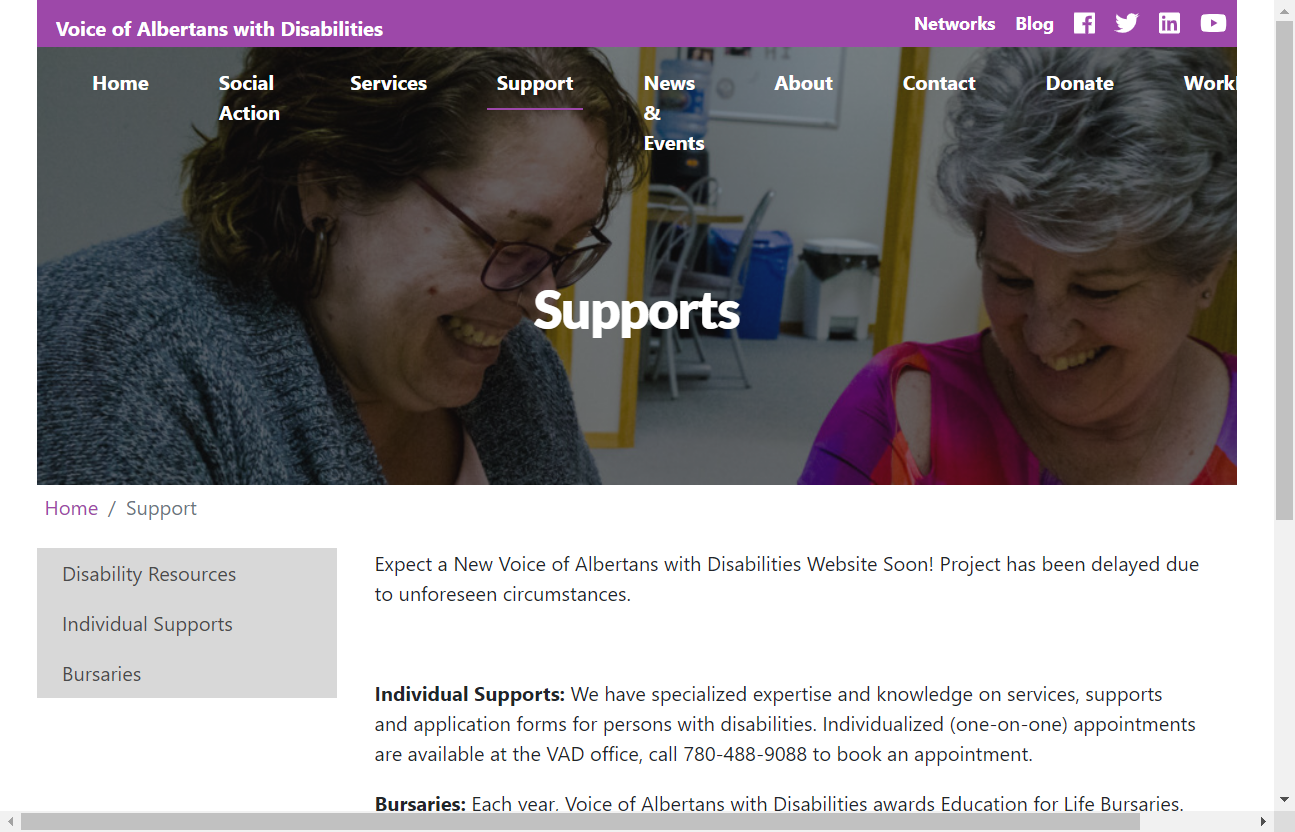 Voice of Albertans with Disabilities
Networks Blog
Home Social Action Services Support News & Events About Contact Donate
Supports
Home / Support
Disability Resources
Individual Supports
Bursaries
Expect a New Voice of Albertans with Disabilities Website Soon! Project has been delayed due
to unforeseen circumstances.
Individual Supports: We have specialized expertise and knowledge on services, supports
and application forms for persons with disabilities. Individualized (one-on-one) appointments
are available at the VAD office, call 780-488-9088 to book an appointment.
Bursaries: Each year, Voice of Albertans with Disabilities awards Education for Life Bursaries.